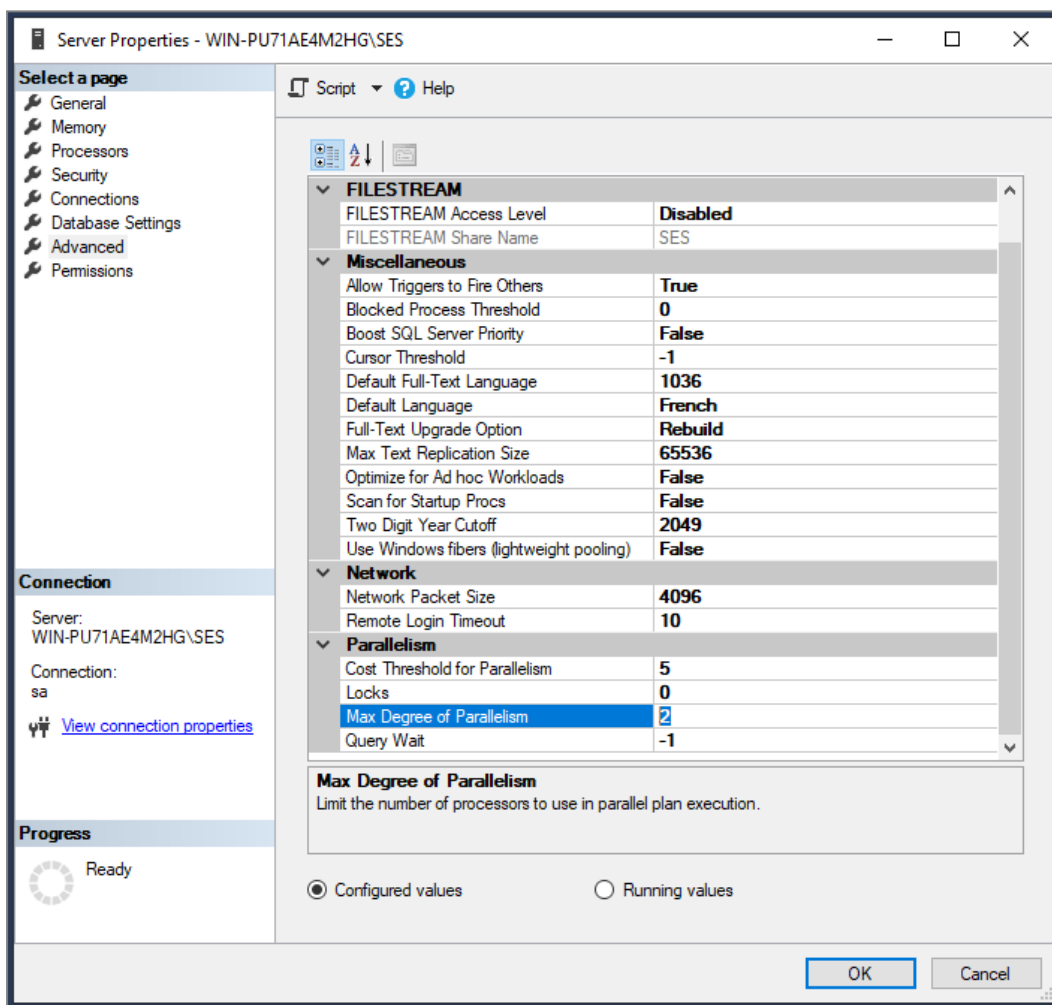 Server Properties - WIN-PU71AE4M2HG\SES
Select a page
General
Memory
Processors
Security
Connections
Database Settings
Advanced
Permissions
Connection
Server:
WIN-PU71AE4M2HG\SES
Connection:
sa
View connection properties
Progress
Ready
Script ? Help
A
Z
FILESTREAM
FILESTREAM Access Level Disabled
FILESTREAM Share Name SES
Miscellaneous
Allow Triggers to Fire Others True
Blocked Process Threshold 0
Boost SQL Server Priority False
Cursor Threshold -1
Default Full-Text Language 1036
Default Language French
Full-Text Upgrade Option Rebuild
Max Text Replication Size 65536
Optimize for Ad hoc Workloads False
Scan for Startup Procs False
Two Digit Year Cutoff 2049
Use Windows fibers (lightweight pooling) False
Network
Network Packet Size 4096
Remote Login Timeout 10
Parallelism
Cost Threshold for Parallelism 5
Locks 0
Max Degree of Parallelism 2
Query Wait -1
Max Degree of Parallelism
Limit the number of processors to use in parallel plan execution.
Configured values Running values
OK Cancel